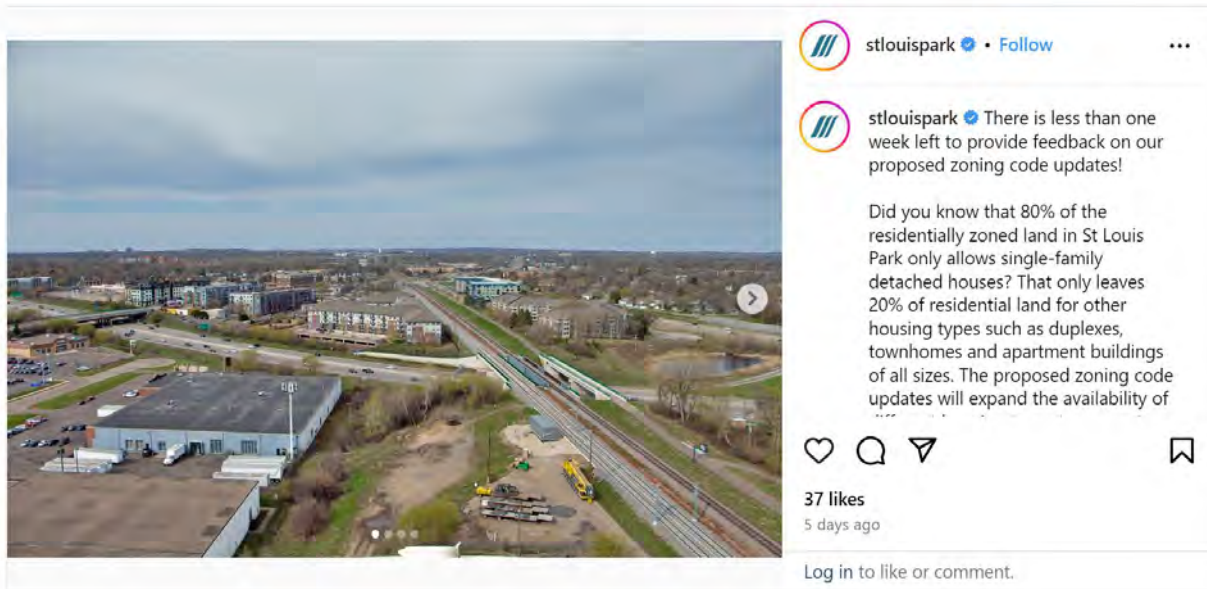 stlouispark • Follow
stlouispark There is less than one
week left to provide feedback on our
proposed zoning code updates!
Did you know that 80% of the
residentially zoned land in St Louis
Park only allows single-family
detached houses? That only leaves
20% of residential land for other
housing types such as duplexes,
townhomes and apartment buildings
of all sizes. The proposed zoning code
updates will expand the availability of
37 likes
5 days ago
Log in to like or comment.